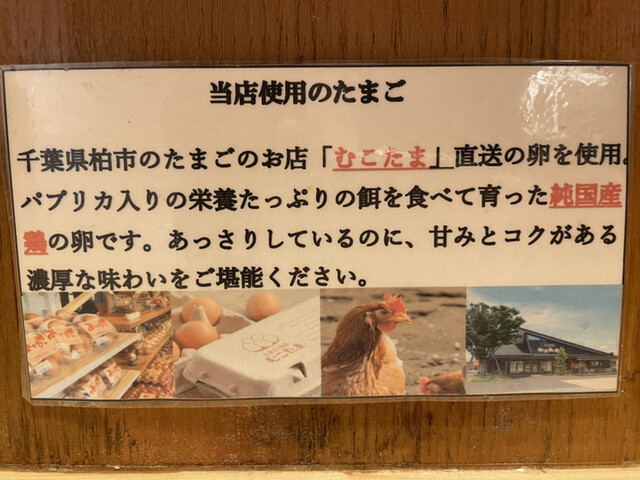 当店使用のたまご
千葉県柏市のたまごのお店「むこたま」直送の卵を使用。
パプリカ入りの栄養たっぷりの餌を食べて育った純国産
鶏の卵です。あっさりしているのに、甘みとコクがある
濃厚な味わいをご堪能ください。